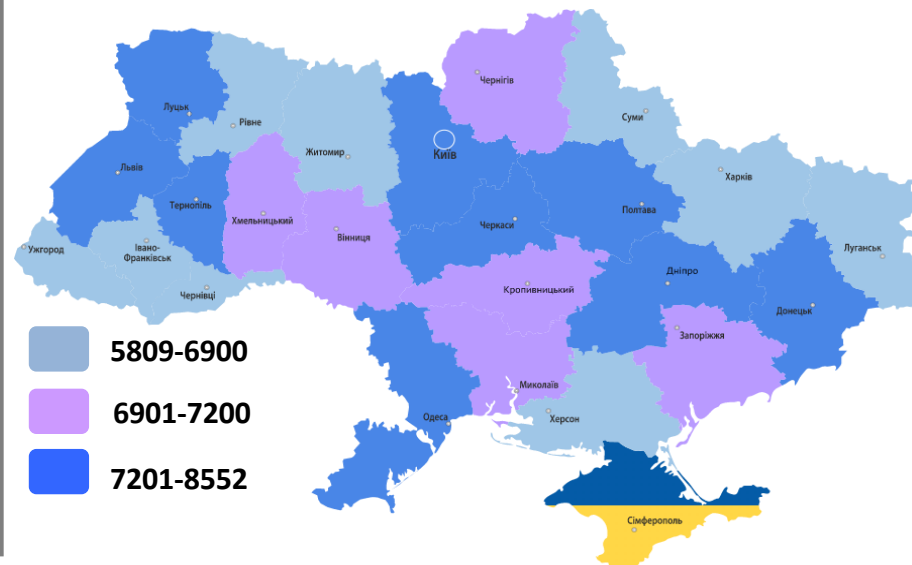 Чернігів
Луцьк
Суми
Рівне
Житомир
Київ
Львів
Харків
Тернопіль
Полтава
Хмельницький
Черкаси
Вінниця
Ужгород
Івано-
Франківськ
Луганськ
Дніпро
Чернівці
Кропивницький
Донецьк
Запоріжжя
5809-6900
Миколаїв
6901-7200
Одеса
Херсон
7201-8552
Сімферополь